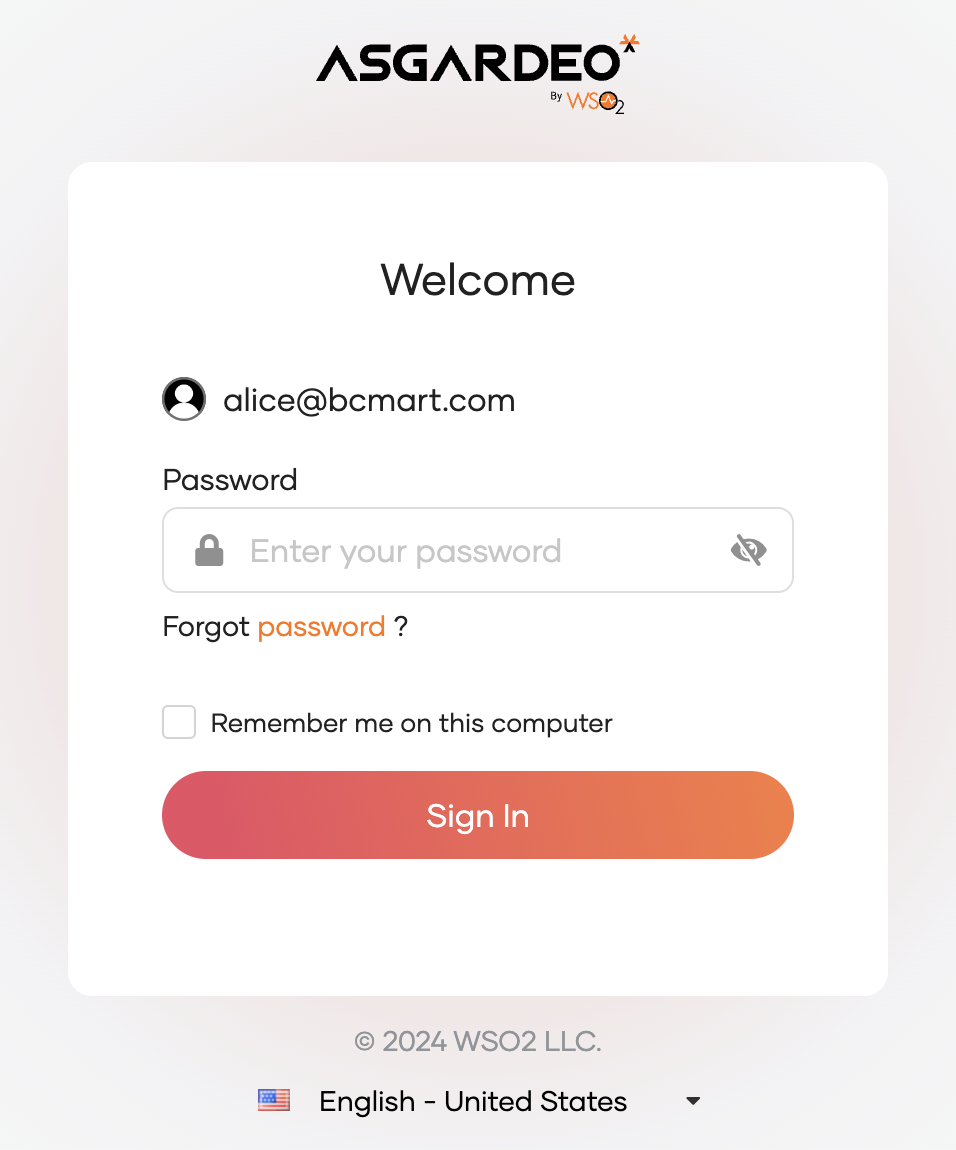 ASGARDEO
By WSO2
Welcome
alice@bcmart.com
Password
Enter your password
Forgot password ?
Remember me on this computer
Sign In
© 2024 WSO2 LLC.
English - United States